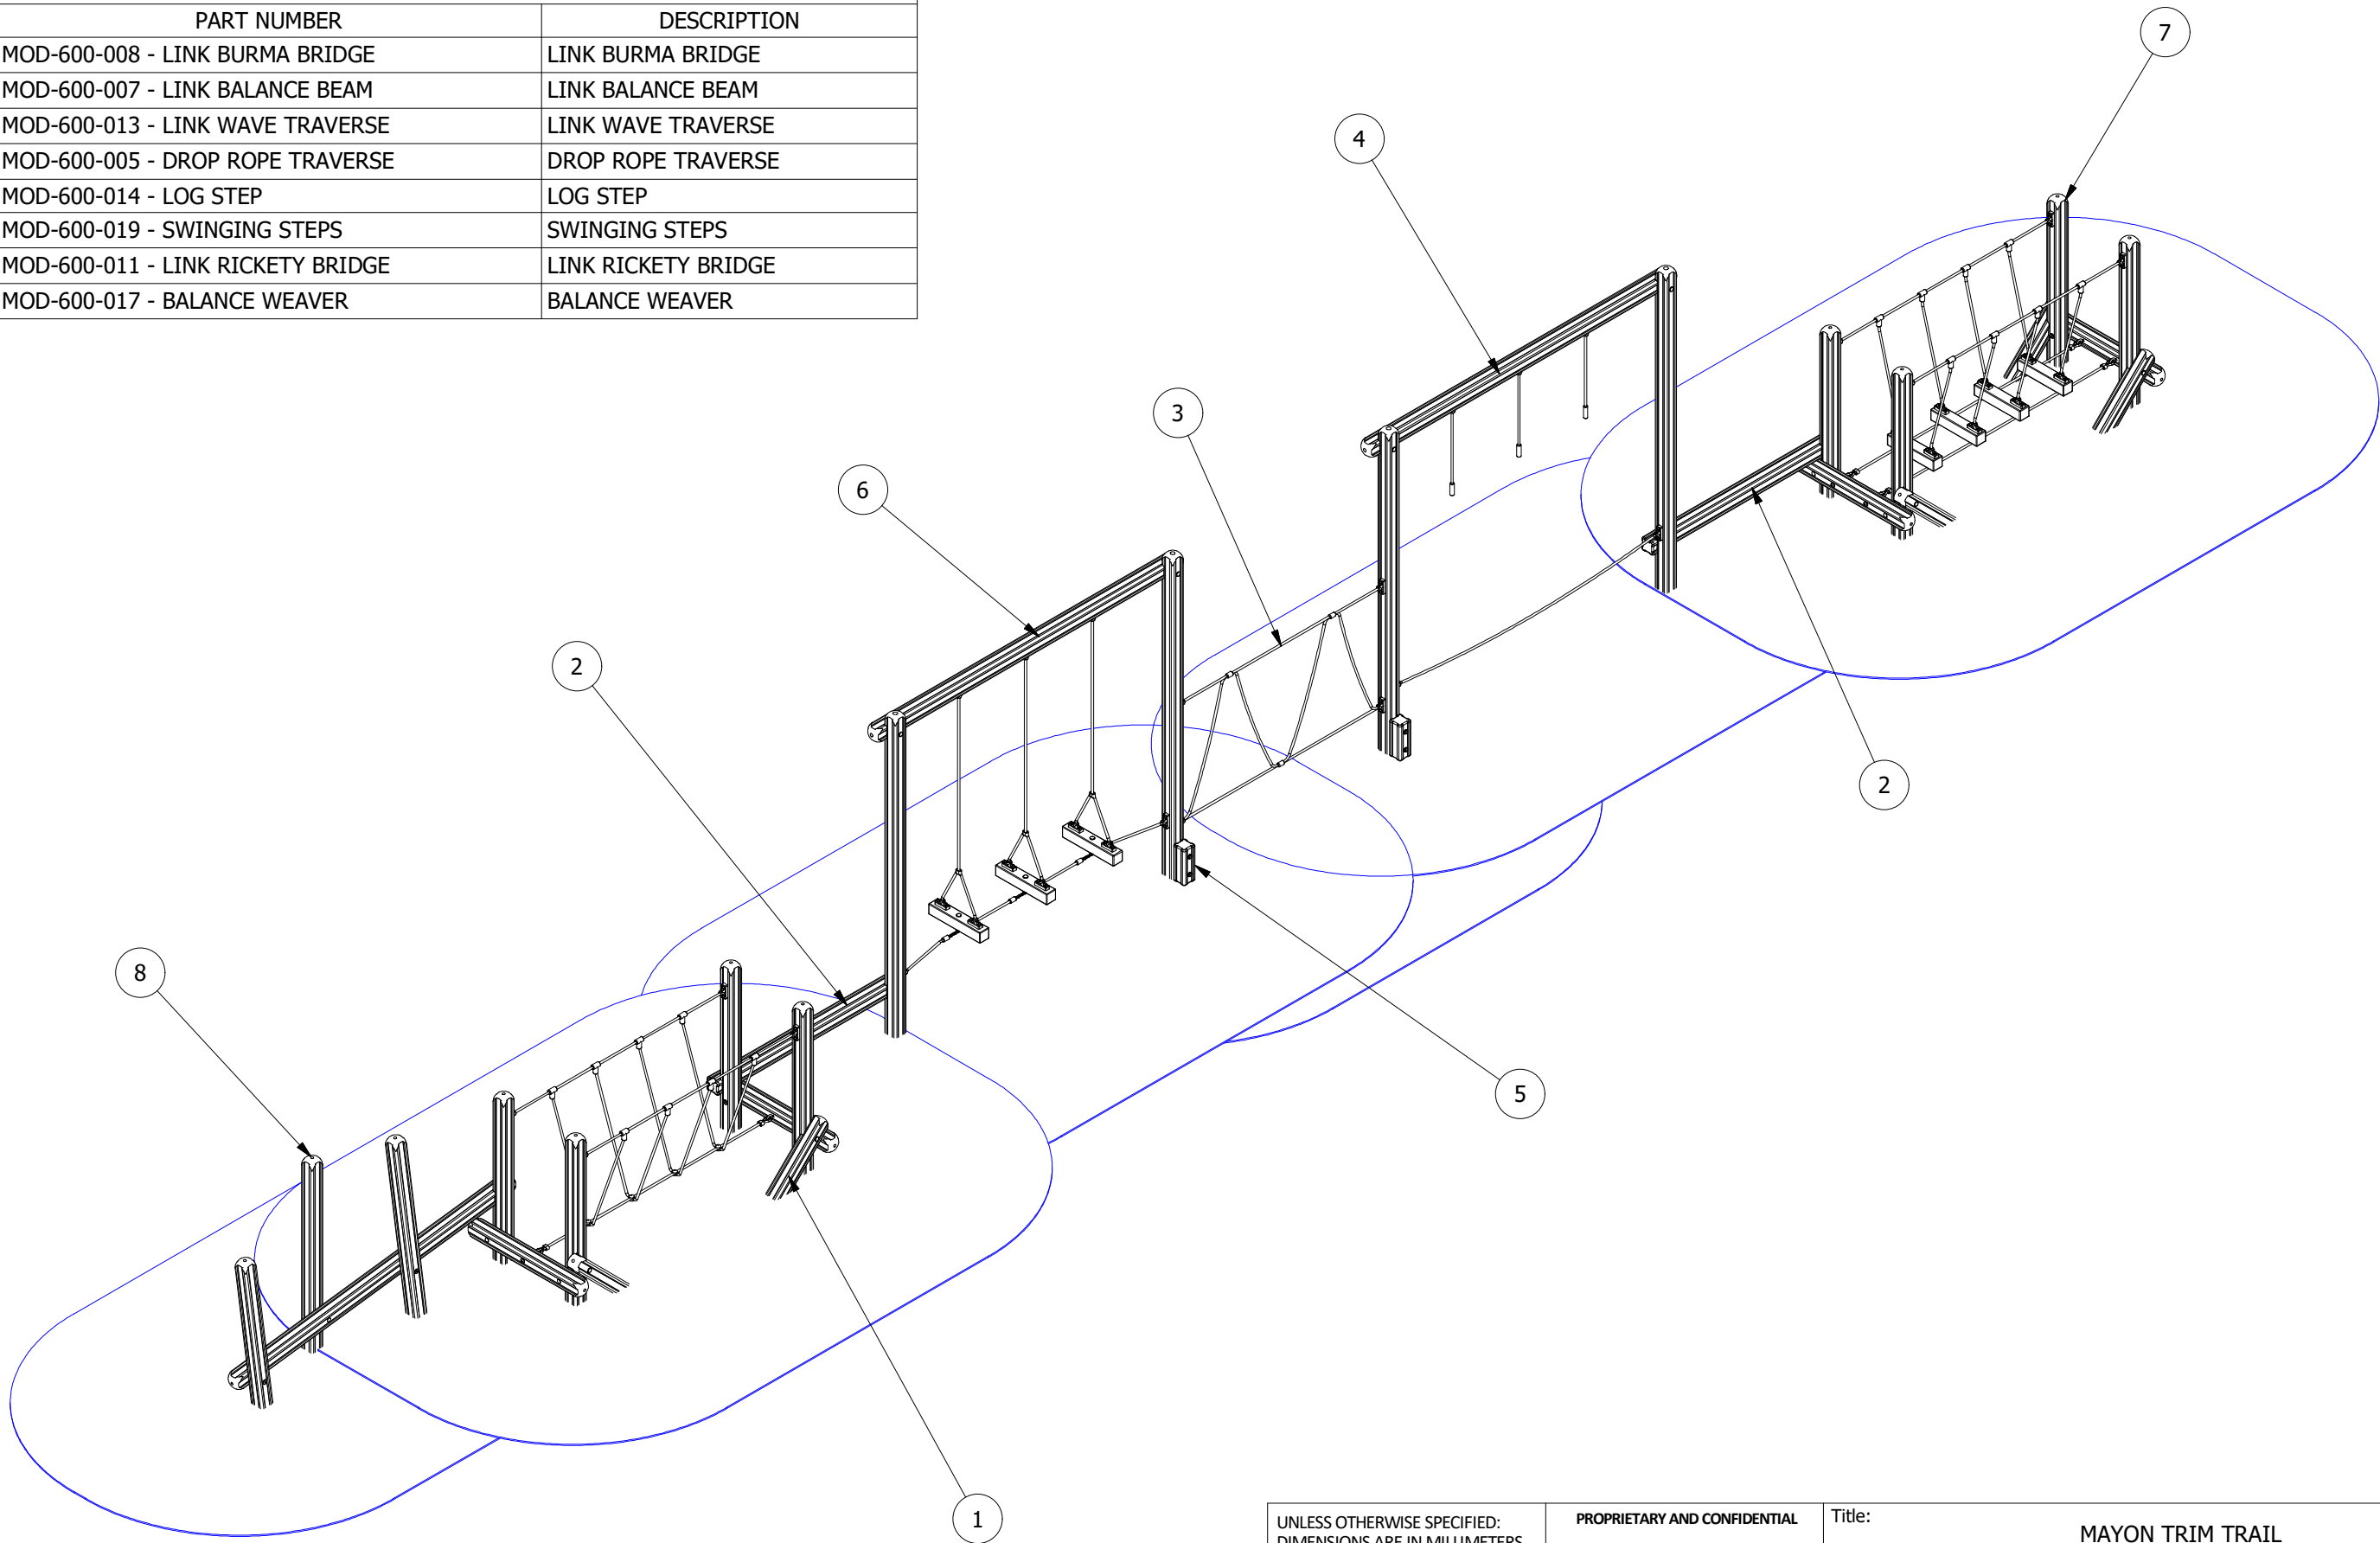 PART NUMBER DESCRIPTION
MOD-600-008 - LINK BURMA BRIDGE LINK BURMA BRIDGE
MOD-600-007 - LINK BALANCE BEAM LINK BALANCE BEAM
MOD-600-013 - LINK WAVE TRAVERSE LINK WAVE TRAVERSE
MOD-600-005 - DROP ROPE TRAVERSE DROP ROPE TRAVERSE
MOD-600-014 - LOG STEP LOG STEP
MOD-600-019 - SWINGING STEPS SWINGING STEPS
MOD-600-011 - LINK RICKETY BRIDGE LINK RICKETY BRIDGE
MOD-600-017 - BALANCE WEAVER BALANCE WEAVER
7
4
3
6
2
2
8
5
1
UNLESS OTHERWISE SPECIFIED:
DIMENSIONS ARE IN MILLIMETERS
PROPRIETARY AND CONFIDENTIAL
Title:
MAYON TRIM TRAIL